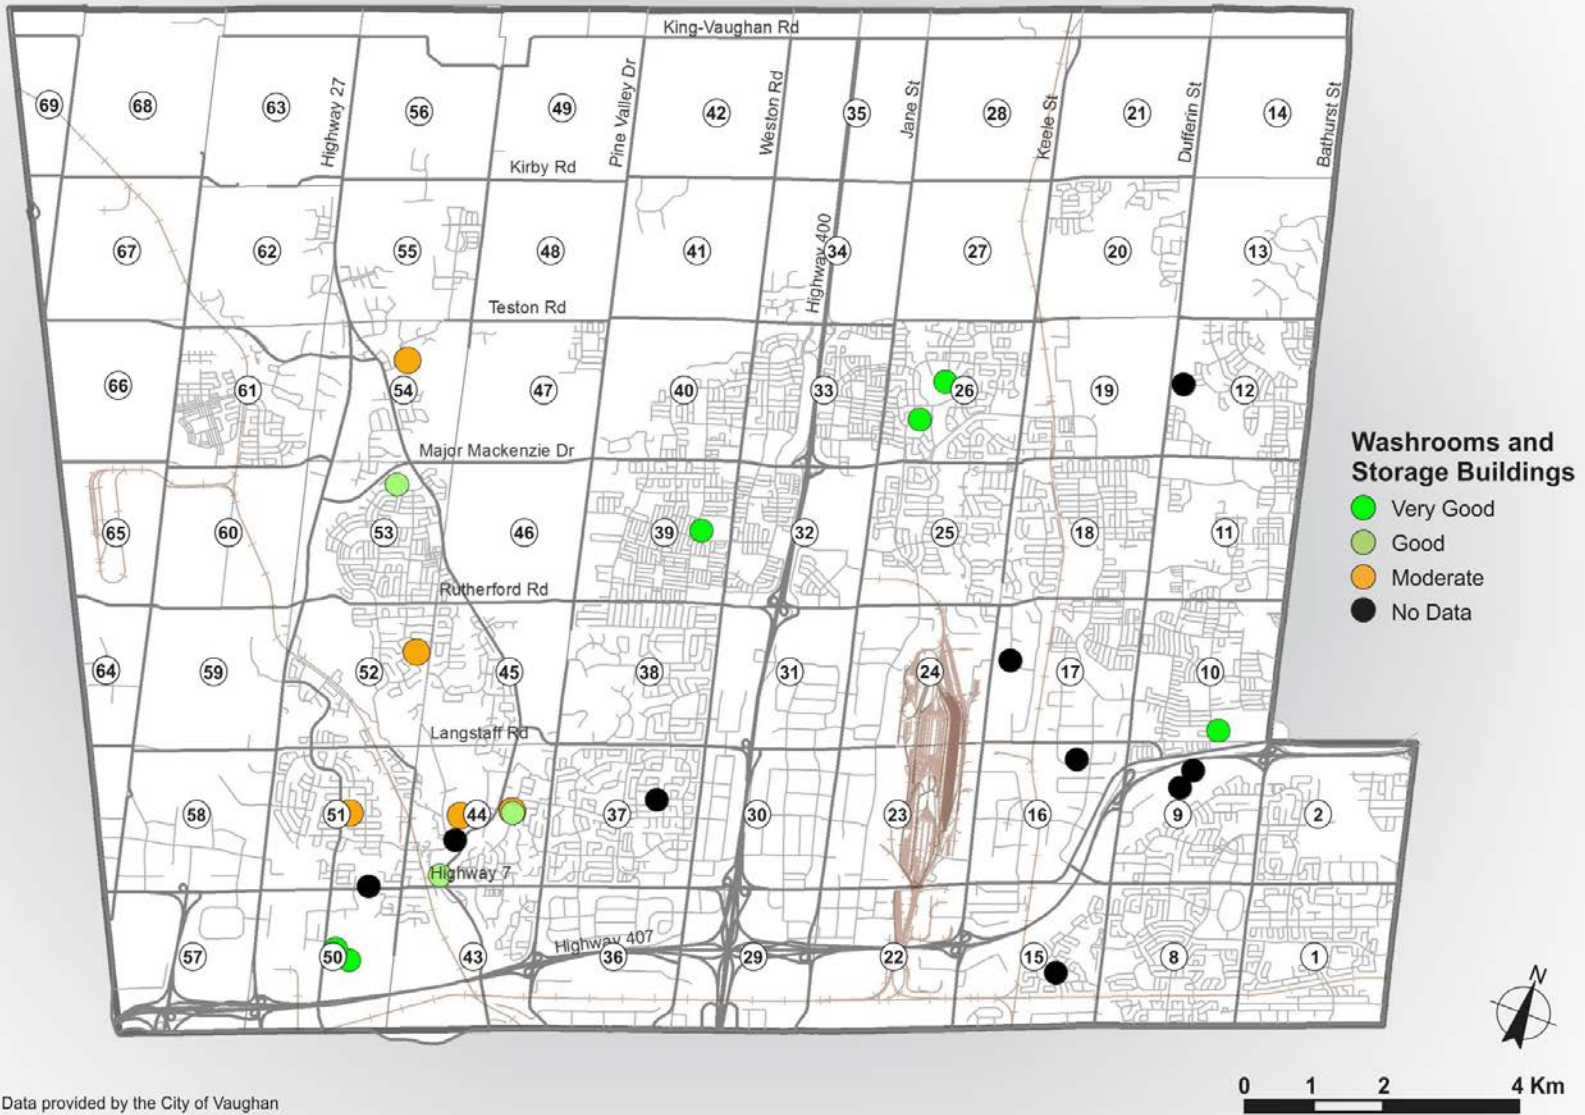 King-Vaughan Rd
69
68
63
Highway 27
56
49
Pine Valley Dr
42
Weston Rd
35
Jane St
28
Keele St
21
Dufferin St
14
Bathurst St
Kirby Rd
67
62
55
48
41
Highway 400
34
27
20
13
Teston Rd
66
61
54
47
40
33
26
19
12
Major Mackenzie Dr
65
60
53
46
39
32
25
18
11
Rutherford Rd
64
59
52
45
38
31
24
17
10
Langstaff Rd
58
51
44
37
30
23
16
9
2
Highway 7
57
50
43
Highway 407
36
29
22
15
8
1
Washrooms and
Storage Buildings
Very Good
Good
Moderate
No Data
N
0 1 2 4 Km
Data provided by the City of Vaughan